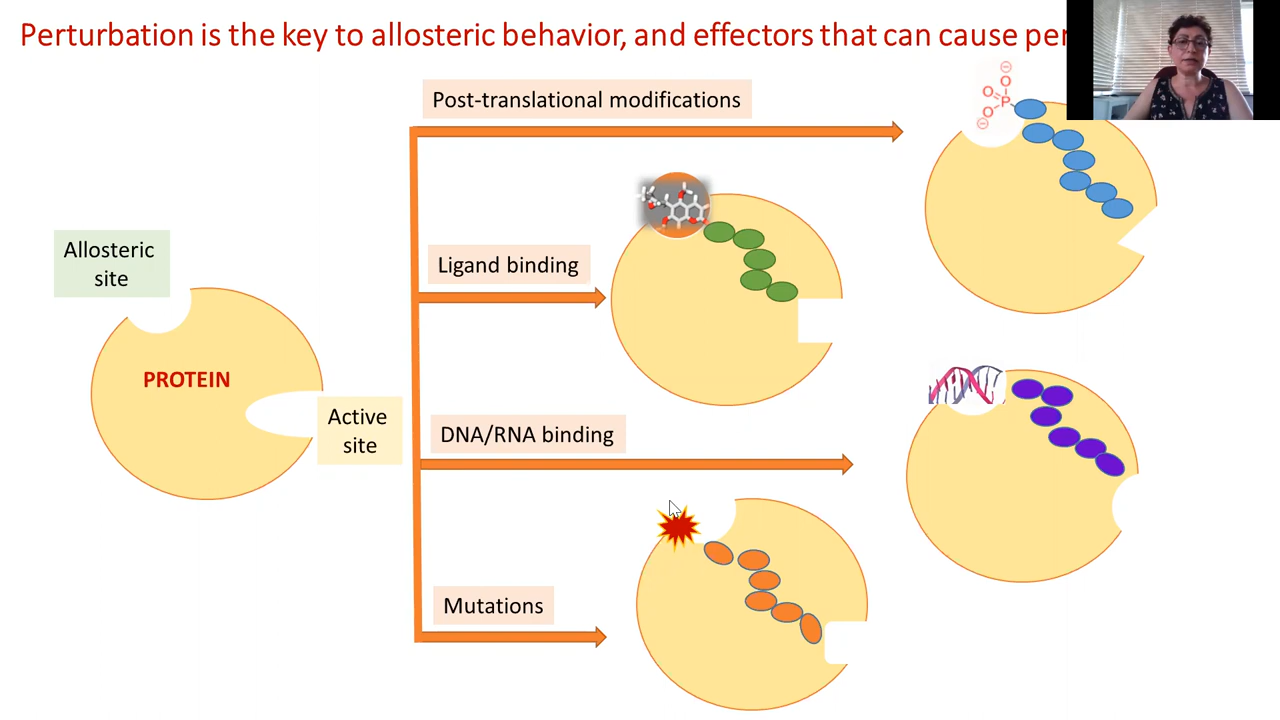 Perturbation is the key to allosteric behavior, and effectors that can cause
Post-translational modifications
O
O
P
O
Ligand binding
Allosteric
site
PROTEIN
Active
site
DNA/RNA binding
Mutations